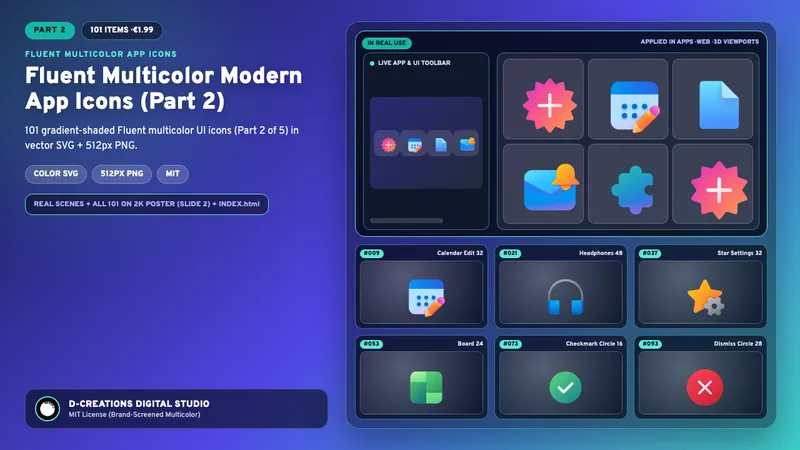 PART 2
101 ITEMS ·€1.99
FLUENT MULTICOLOR APP ICONS
Fluent Multicolor Modern
App Icons (Part 2)
101 gradient-shaded Fluent multicolor UI icons (Part 2 of 5) in
vector SVG + 512px PNG.
COLOR SVG
512PX PNG
MIT
REAL SCENES + ALL 101 ON 2K POSTER (SLIDE 2) + INDEX.html
D-CREATIONS DIGITAL STUDIO
MIT License (Brand-Screened Multicolor)
IN REAL USE
APPLIED IN APPS ·WEB ·3D VIEWPORTS
LIVE APP & UI TOOLBAR
#009
Calendar Edit 32
#021
Headphones 48
#037
Star Settings 32
#053
Board 24
#073
Checkmark Circle 16
#093
Dismiss Circle 28